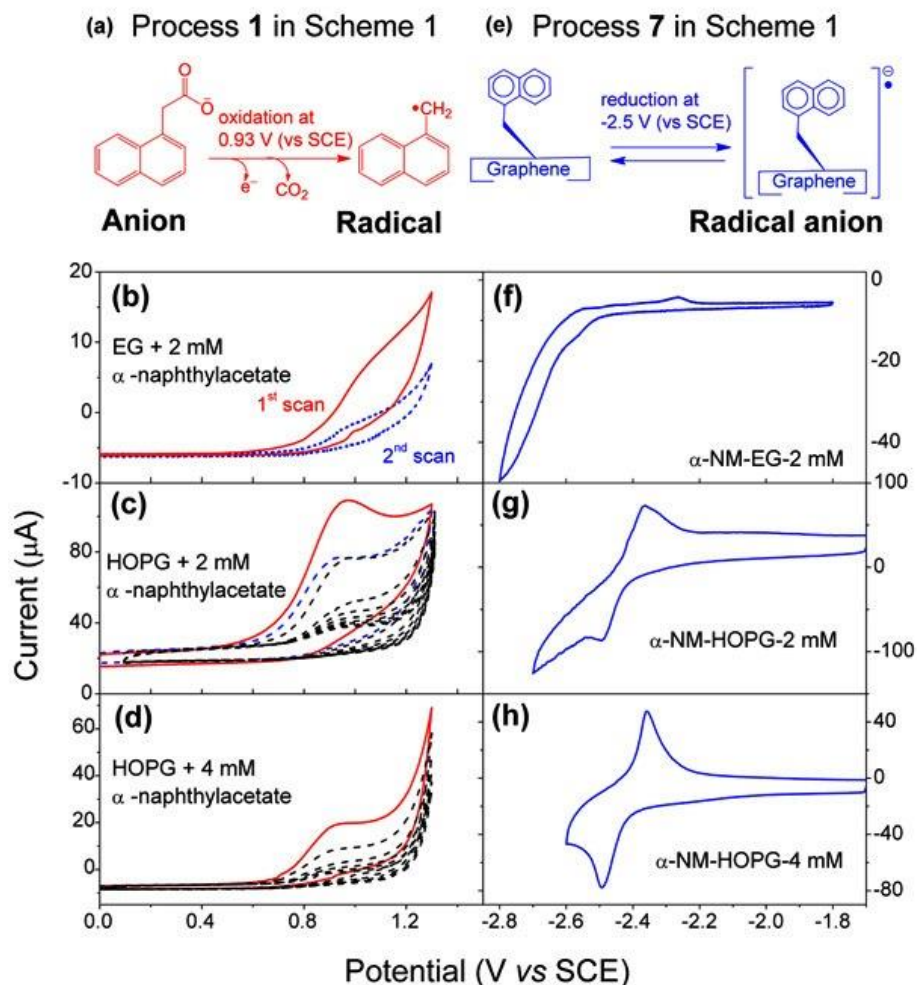 (a) Process 1 in Scheme 1
(e) Process 7 in Scheme 1
O
O⁻
oxidation at
0.93 V (vs SCE)
e⁻
CO₂
•CH₂
Anion
Radical
reduction at
-2.5 V (vs SCE)
Graphene
Graphene
⊖
•
Radical anion
(b)
EG + 2 mM
α -naphthylacetate
1st scan
2nd scan
20
10
0
-10
(f)
α-NM-EG-2 mM
0
-20
-40
(c)
HOPG + 2 mM
α -naphthylacetate
80
40
0
(g)
α-NM-HOPG-2 mM
100
0
-100
(d)
HOPG + 4 mM
α -naphthylacetate
60
40
20
0
(h)
α-NM-HOPG-4 mM
40
0
-40
-80
Current (μA)
0.0 0.4 0.8 1.2
-2.8 -2.6 -2.4 -2.2 -2.0 -1.8
Potential (V vs SCE)